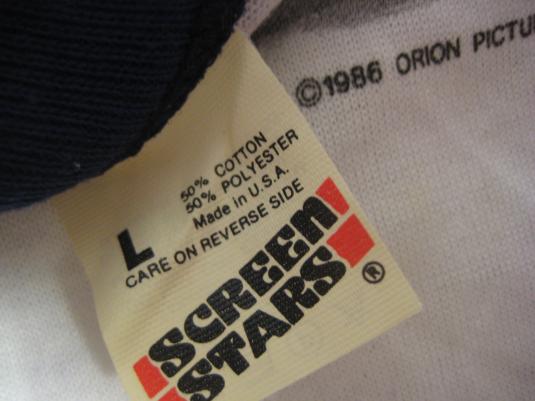 ©1986 ORION
50% COTTON
50% POLYESTER
Made in U.S.A.
L
CARE ON REVERSE SIDE
SCREEN
STARS
®